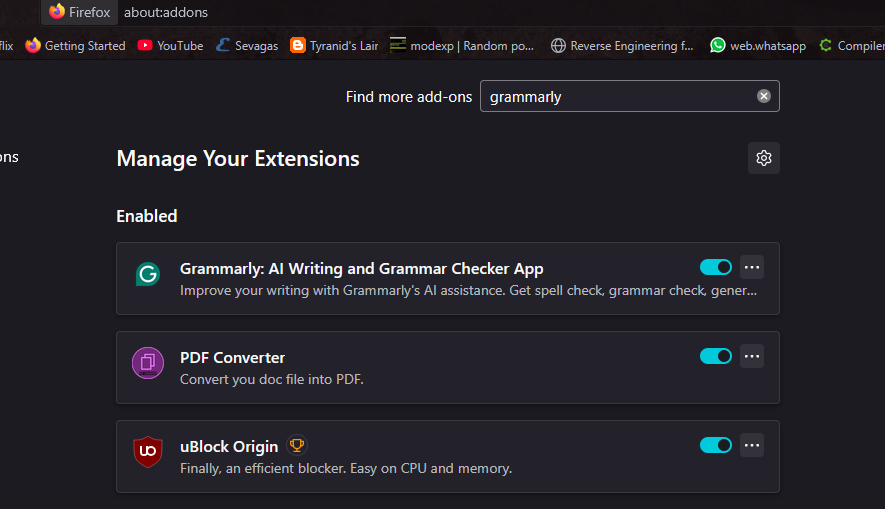 Firefox about:addons
flix Getting Started YouTube Sevagas Tyranid's Lair modexp | Random po... Reverse Engineering f... web.whatsapp Compiler
Find more add-ons grammarly
ons
Manage Your Extensions
Enabled
Grammarly: AI Writing and Grammar Checker App
Improve your writing with Grammarly's AI assistance. Get spell check, grammar check, gener...
PDF Converter
Convert you doc file into PDF.
uBlock Origin
Finally, an efficient blocker. Easy on CPU and memory.